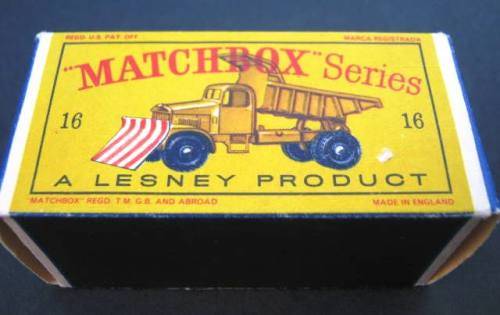 REGD. U.S. PAT. OFF. MARCA REGISTRADA
"MATCHBOX" Series
16 16
A LESNEY PRODUCT
"MATCHBOX" REGD. T.M. G.B. AND ABROAD MADE IN ENGLAND